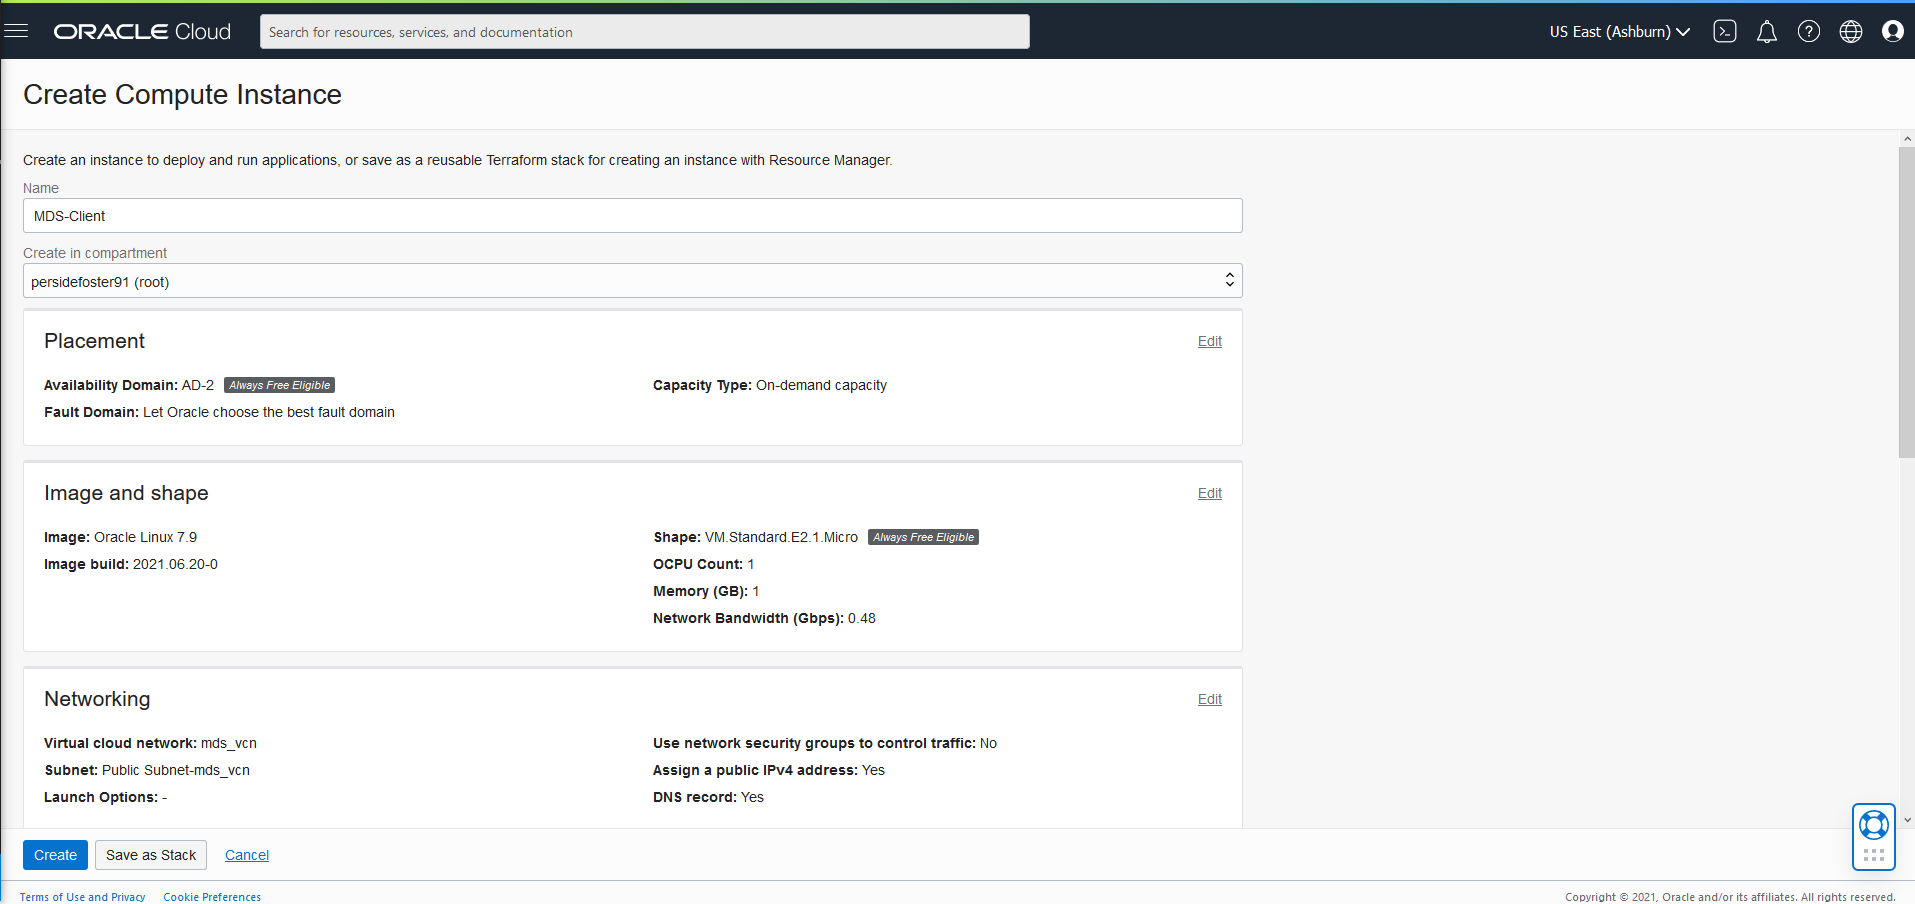 ORACLE Cloud
Search for resources, services, and documentation
US East (Ashburn)
Create Compute Instance
Create an instance to deploy and run applications, or save as a reusable Terraform stack for creating an instance with Resource Manager.
Name
MDS-Client
Create in compartment
persidefoster91 (root)
Placement
Edit
Availability Domain: AD-2 Always Free Eligible
Capacity Type: On-demand capacity
Fault Domain: Let Oracle choose the best fault domain
Image and shape
Edit
Image: Oracle Linux 7.9
Image build: 2021.06.20-0
Shape: VM.Standard.E2.1.Micro Always Free Eligible
OCPU Count: 1
Memory (GB): 1
Network Bandwidth (Gbps): 0.48
Networking
Edit
Virtual cloud network: mds_vcn
Subnet: Public Subnet-mds_vcn
Launch Options: -
Use network security groups to control traffic: No
Assign a public IPv4 address: Yes
DNS record: Yes
Create
Save as Stack
Cancel
Terms of Use and Privacy
Cookie Preferences
Copyright © 2021, Oracle and/or its affiliates. All rights reserved.